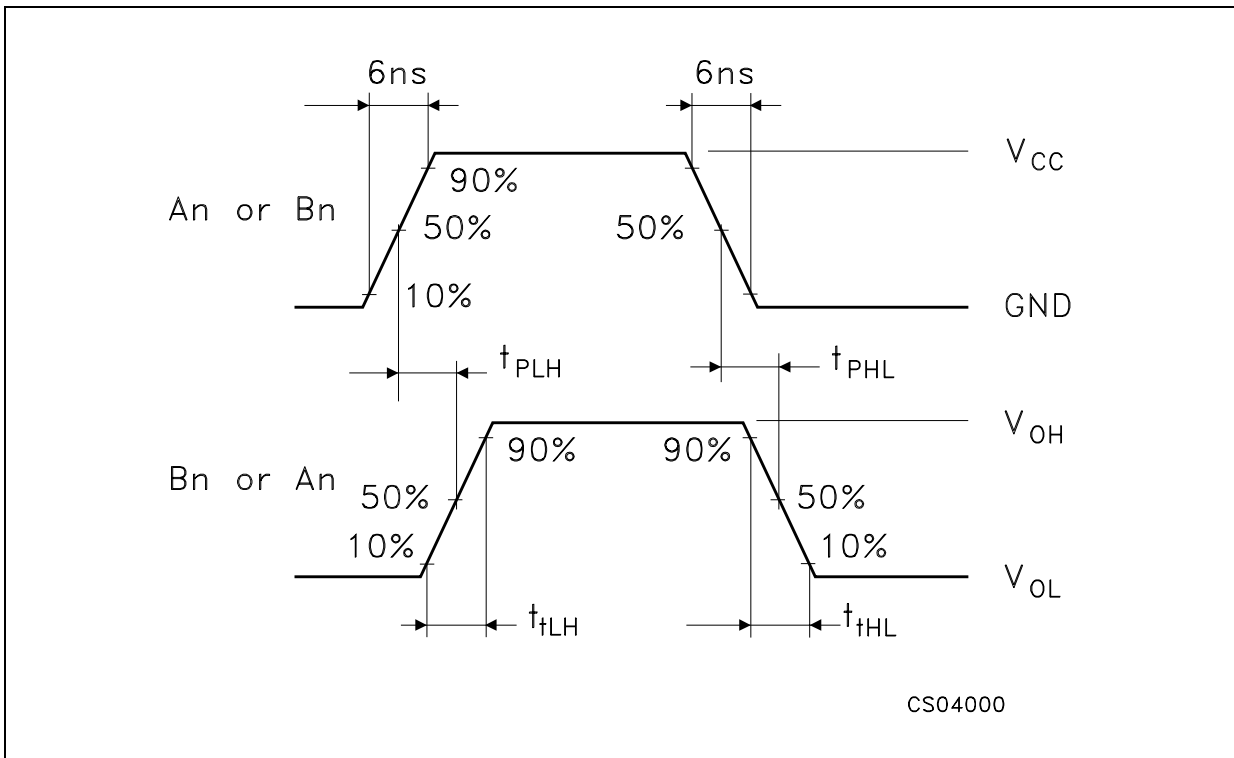 6ns 6ns
V_CC
90%
An or Bn
50% 50%
10%
GND
t_PLH t_PHL
V_OH
90% 90%
Bn or An
50% 50%
10% 10%
V_OL
t_tLH t_tHL
CS04000